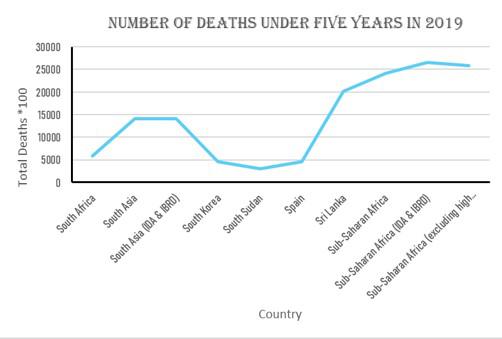 NUMBER OF DEATHS UNDER FIVE YEARS IN 2019
30000
25000
20000
15000
10000
5000
0
Total Deaths *100
South Africa
South Asia
South Asia (IDA & IBRD)
South Korea
South Sudan
Spain
Sri Lanka
Sub-Saharan Africa
Sub-Saharan Africa (IDA & IBRD)
Sub-Saharan Africa (excluding high...
Country